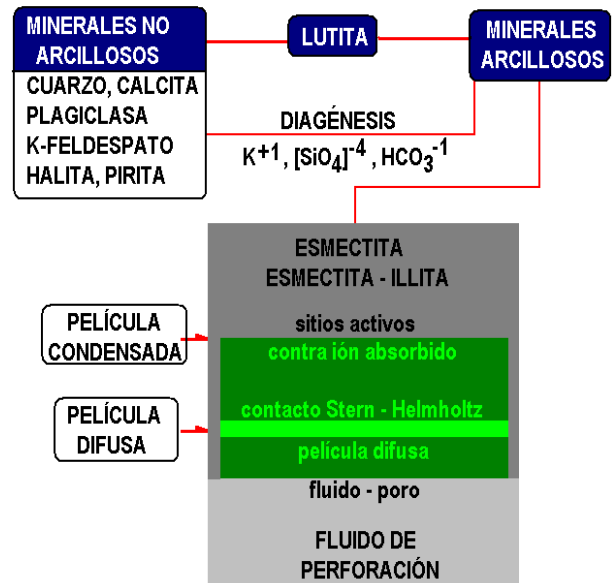 MINERALES NO
ARCILLOSOS
CUARZO, CALCITA
PLAGICLASA
K-FELDESPATO
HALITA, PIRITA
LUTITA
MINERALES
ARCILLOSOS
DIAGÉNESIS
K+1, [SiO4]-4, HCO3-1
ESMECTITA
ESMECTITA - ILLITA
sitios activos
PELÍCULA
CONDENSADA
contra ión absorbido
contacto Stern - Helmholtz
PELÍCULA
DIFUSA
película difusa
fluido - poro
FLUIDO DE
PERFORACIÓN